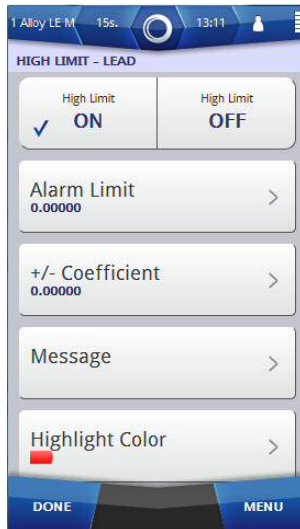 1 Alloy LE M 15s. 13:11
HIGH LIMIT – LEAD
High Limit High Limit
ON OFF
Alarm Limit
0.00000
+/- Coefficient
0.00000
Message
Highlight Color
DONE MENU